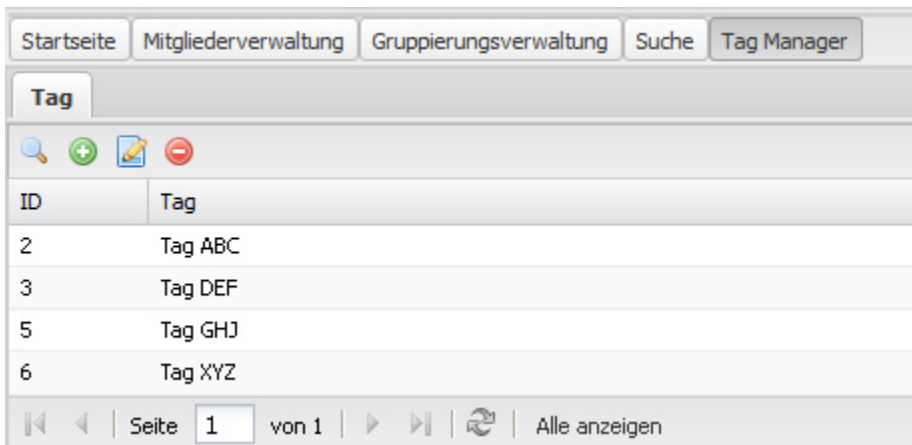 Startseite Mitgliederverwaltung Gruppierungsverwaltung Suche Tag Manager
Tag
ID Tag
2 Tag ABC
3 Tag DEF
5 Tag GHJ
6 Tag XYZ
Seite 1 von 1 Alle anzeigen